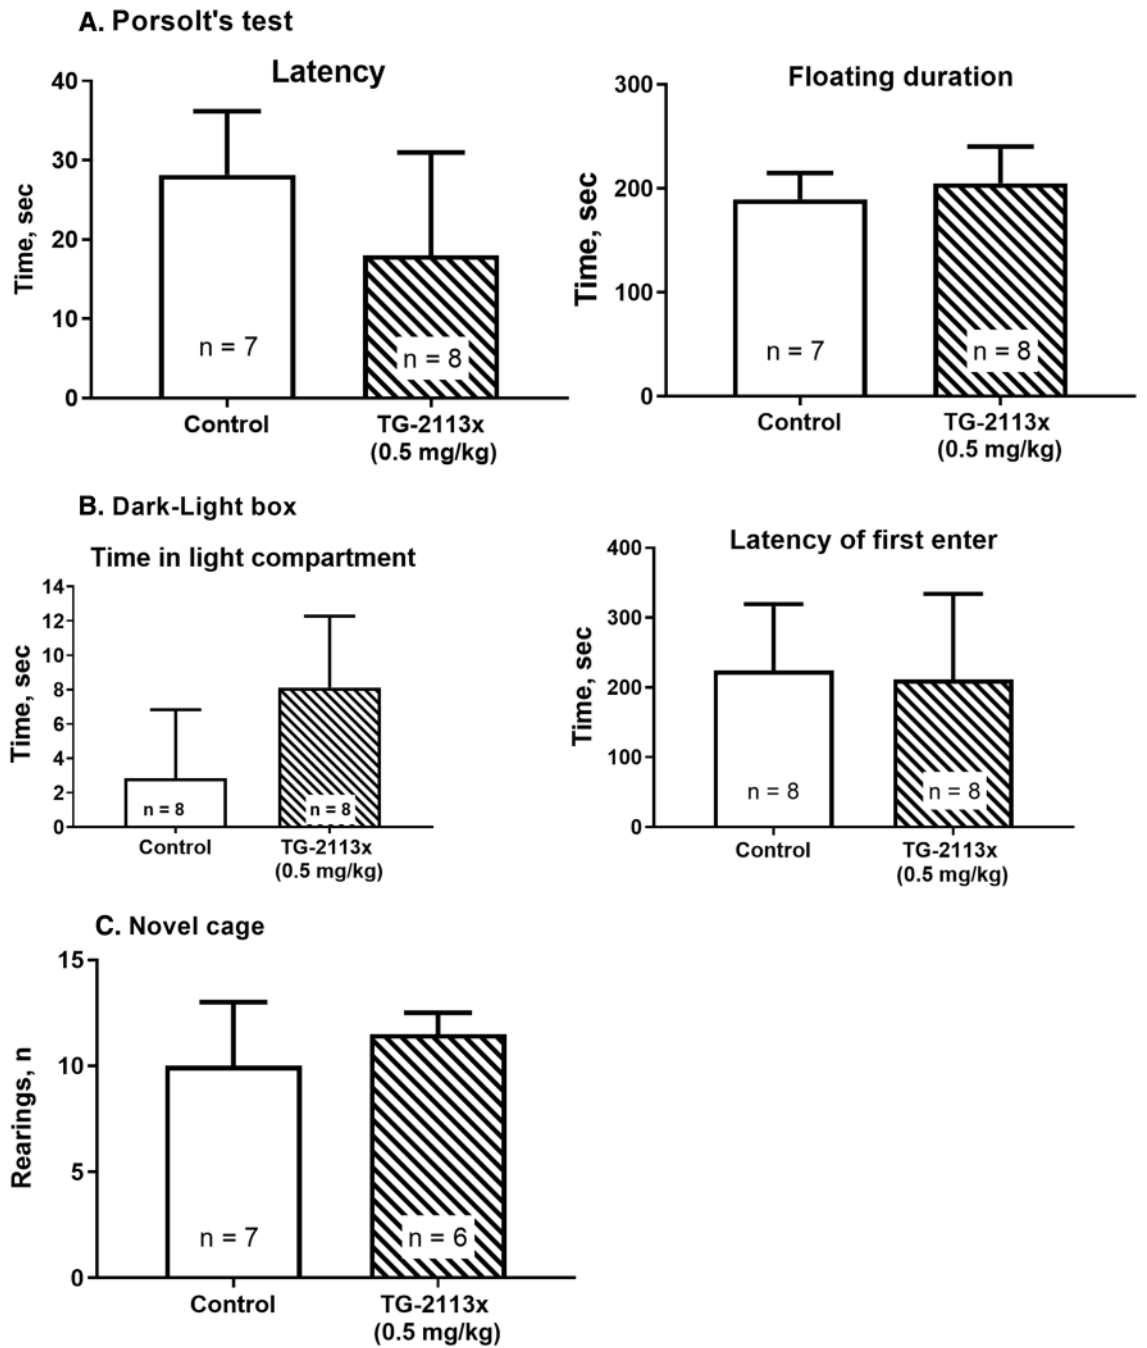 A. Porsolt's test
Latency
Time, sec
40
30
20
10
0
n = 7
n = 8
Control
TG-2113x
(0.5 mg/kg)
Floating duration
Time, sec
300
200
100
0
n = 7
n = 8
Control
TG-2113x
(0.5 mg/kg)
B. Dark-Light box
Time in light compartment
Time, sec
14
12
10
8
6
4
2
0
n = 8
n = 8
Control
TG-2113x
(0.5 mg/kg)
Latency of first enter
Time, sec
400
300
200
100
0
n = 8
n = 8
Control
TG-2113x
(0.5 mg/kg)
C. Novel cage
Rearings, n
15
10
5
0
n = 7
n = 6
Control
TG-2113x
(0.5 mg/kg)